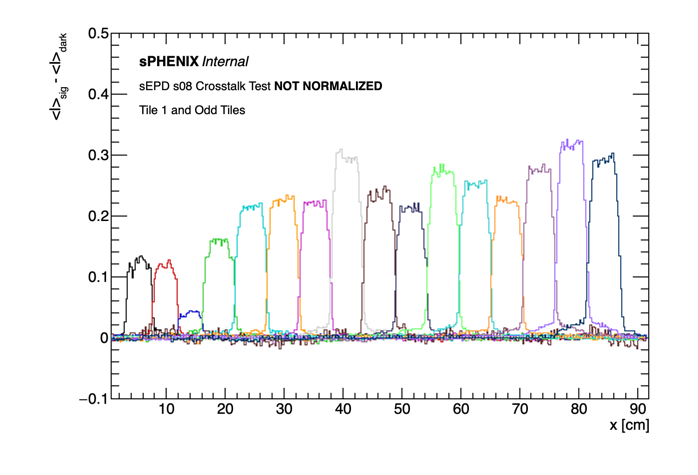 0.5
<I>sig - <I>dark
sPHENIX Internal
sEPD s08 Crosstalk Test NOT NORMALIZED
0.4
Tile 1 and Odd Tiles
0.3
0.2
0.1
0
−0.1
10 20 30 40 50 60 70 80 90
x [cm]